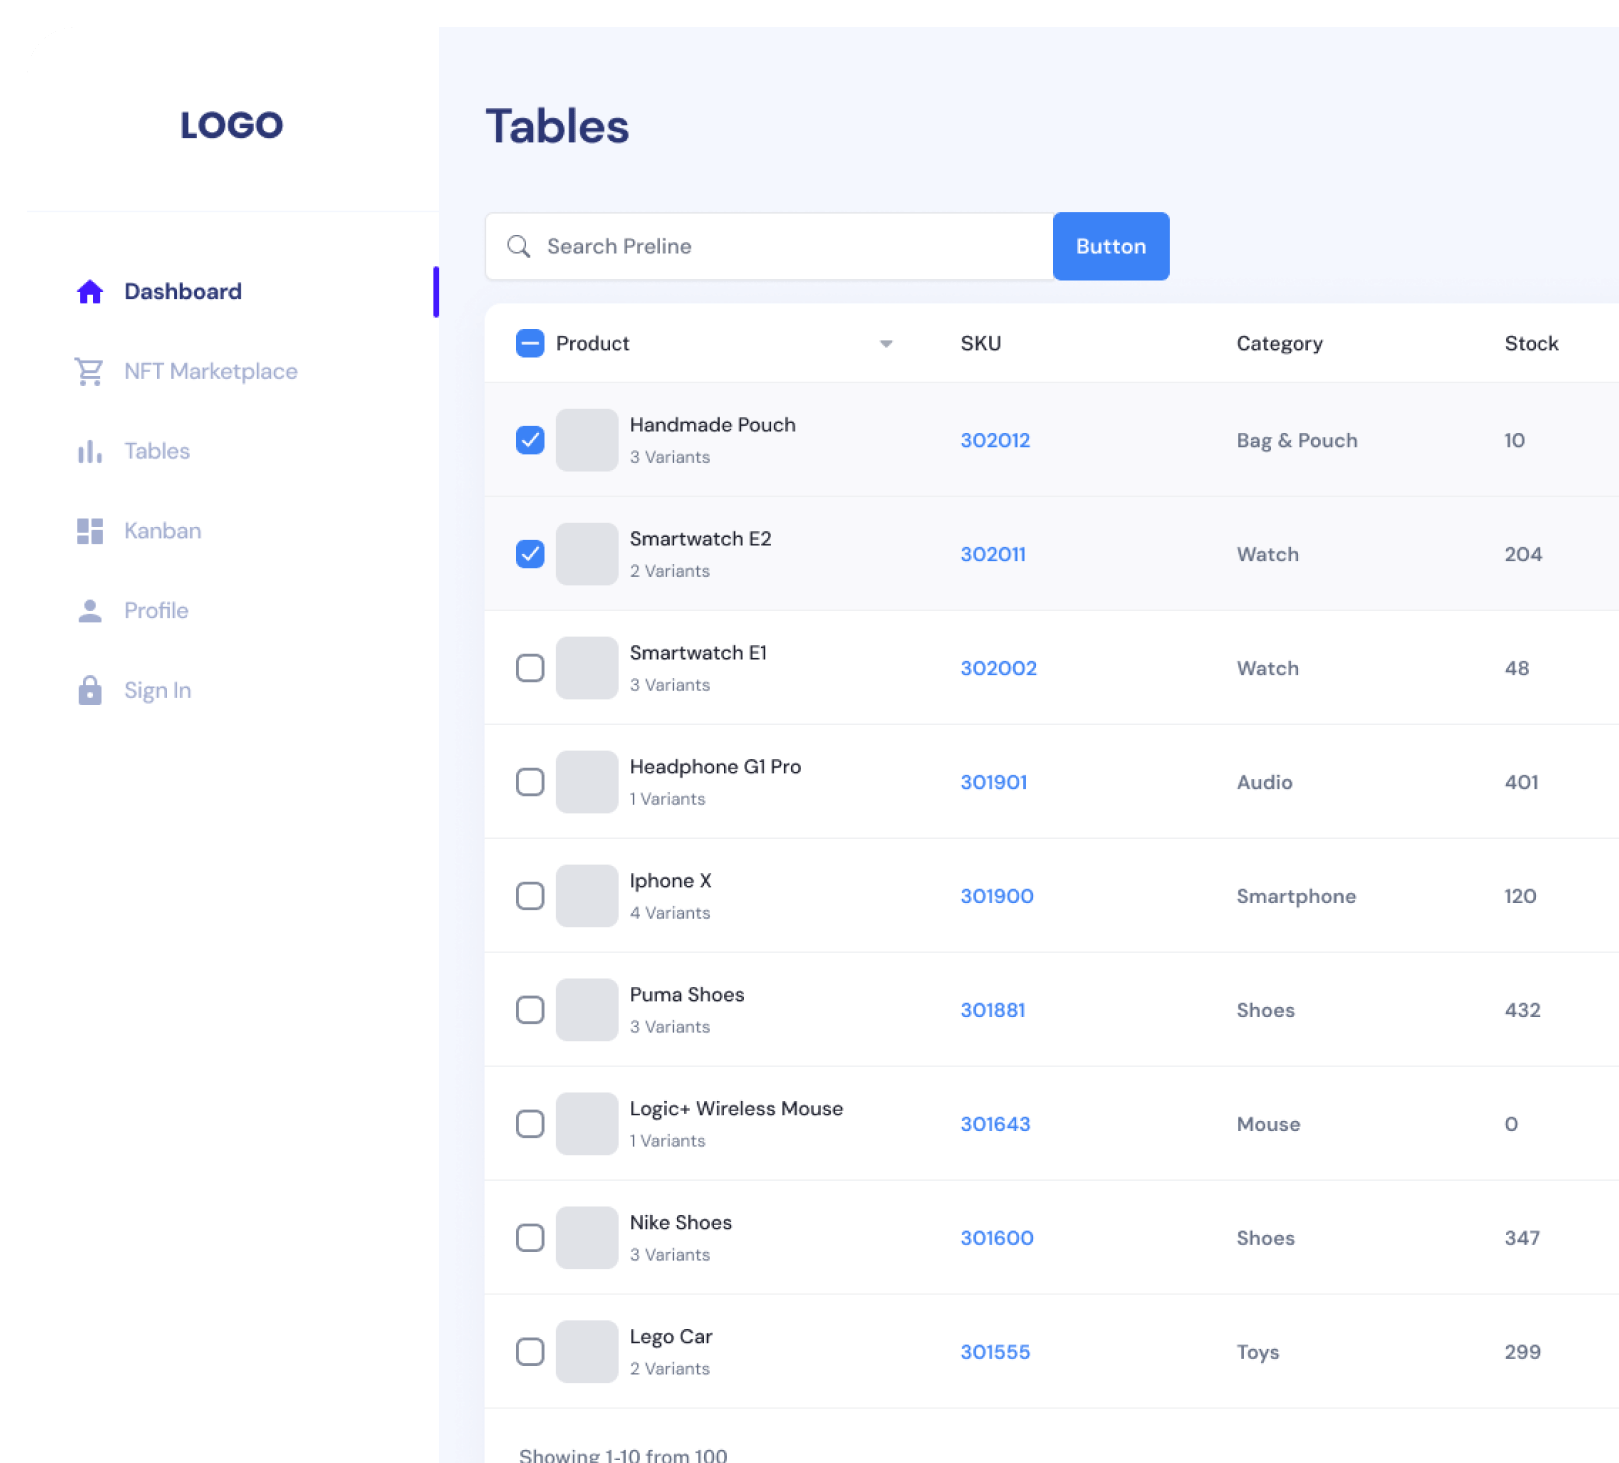 LOGO
Dashboard
NFT Marketplace
Tables
Kanban
Profile
Sign In
Tables
Search Preline
Button
Product SKU Category Stock
Handmade Pouch
3 Variants
302012 Bag & Pouch 10
Smartwatch E2
2 Variants
302011 Watch 204
Smartwatch E1
3 Variants
302002 Watch 48
Headphone G1 Pro
1 Variants
301901 Audio 401
Iphone X
4 Variants
301900 Smartphone 120
Puma Shoes
3 Variants
301881 Shoes 432
Logic+ Wireless Mouse
1 Variants
301643 Mouse 0
Nike Shoes
3 Variants
301600 Shoes 347
Lego Car
2 Variants
301555 Toys 299
Showing 1-10 from 100